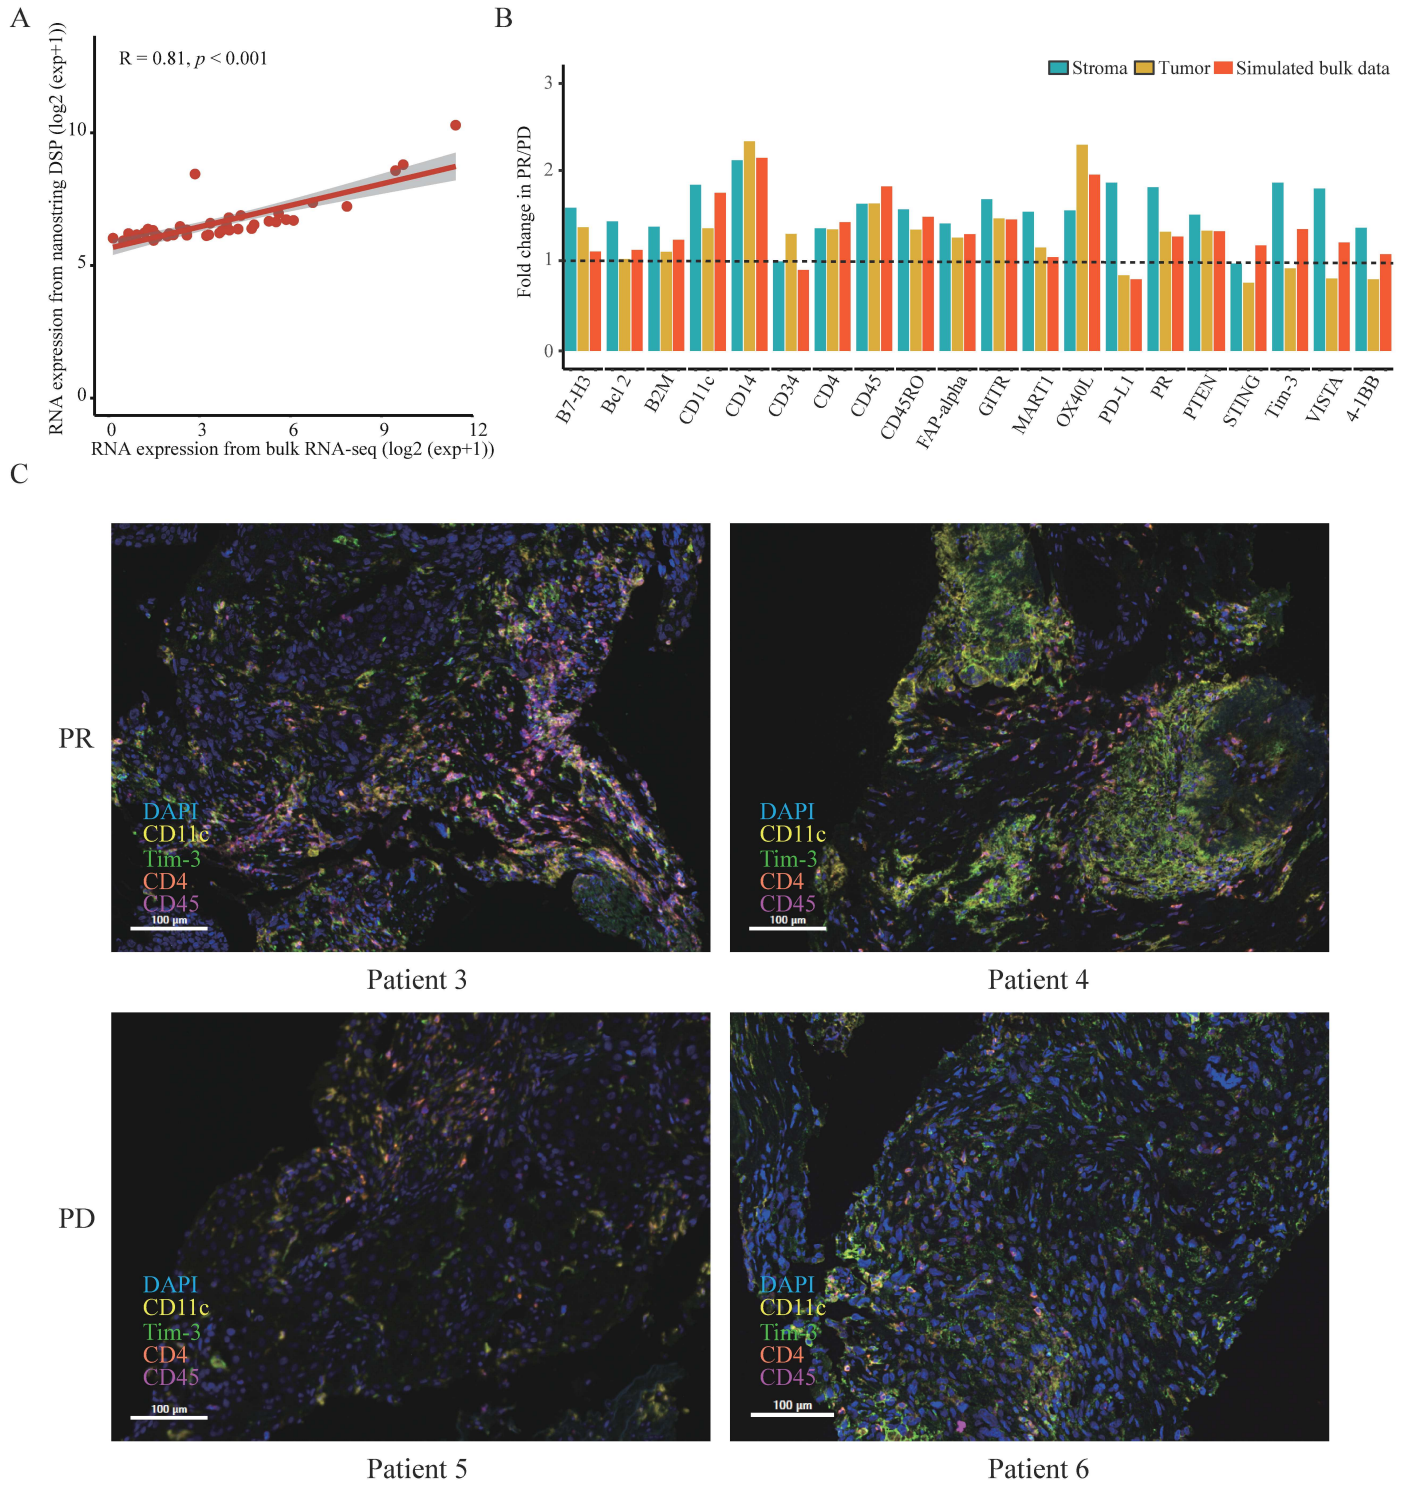 A
RNA expression from nanostring DSP (log2 (exp+1))
R = 0.81, p < 0.001
10
5
0
0 3 6 9 12
RNA expression from bulk RNA-seq (log2 (exp+1))
B
Stroma Tumor Simulated bulk data
Fold change in PR/PD
3
2
1
0
B7-H3 Bcl 2 B2M CD11c CD14 CD34 CD4 CD45 CD45RO FAP-alpha GITR MART1 OX40L PD-L1 PR PTEN STING Tim-3 VISTA 4-1BB
C
PR
DAPI
CD11c
Tim-3
CD4
CD45
100 µm
Patient 3
DAPI
CD11c
Tim-3
CD4
CD45
100 µm
Patient 4
PD
DAPI
CD11c
Tim-3
CD4
CD45
100 µm
Patient 5
DAPI
CD11c
Tim-3
CD4
CD45
100 µm
Patient 6